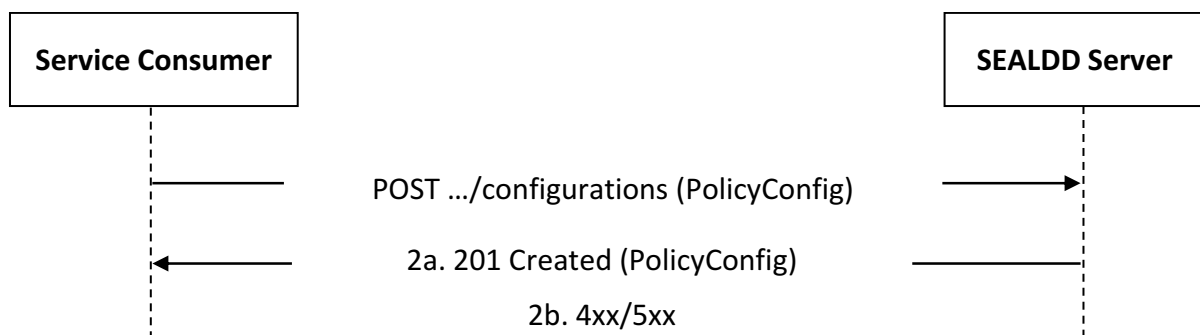 Service Consumer
SEALDD Server
POST …/configurations (PolicyConfig)
2a. 201 Created (PolicyConfig)
2b. 4xx/5xx